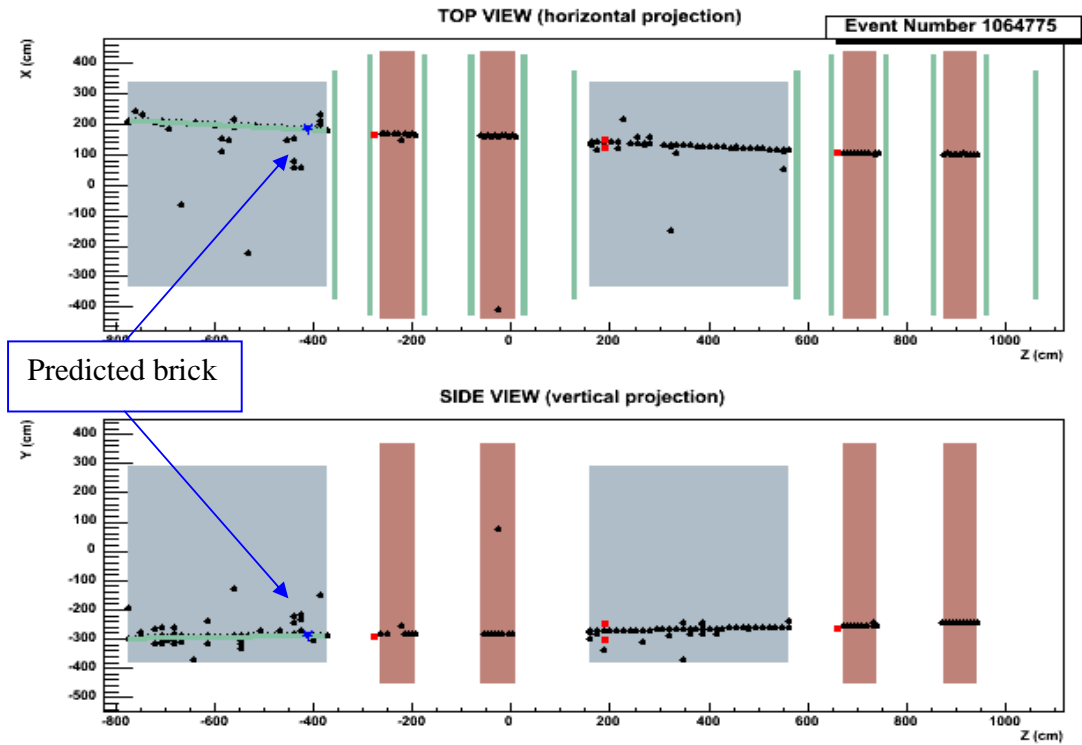 TOP VIEW (horizontal projection)
Event Number 1064775
X (cm)
400
300
200
100
0
-100
-200
-300
-400
-800 -600 -400 -200 0 200 400 600 800 1000
Z (cm)
Predicted brick
SIDE VIEW (vertical projection)
Y (cm)
400
300
200
100
0
-100
-200
-300
-400
-500
-800 -600 -400 -200 0 200 400 600 800 1000
Z (cm)